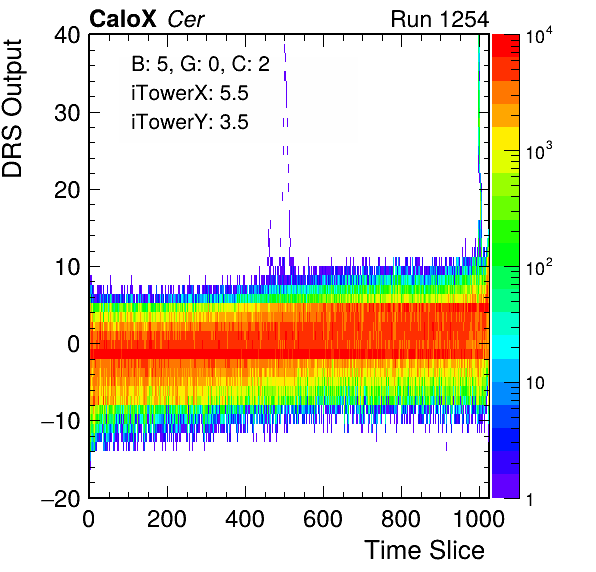 CaloX Cer Run 1254
B: 5, G: 0, C: 2
iTowerX: 5.5
iTowerY: 3.5
DRS Output
40
30
20
10
0
−10
−20
0 200 400 600 800 1000
Time Slice
10^4
10^3
10^2
10
1